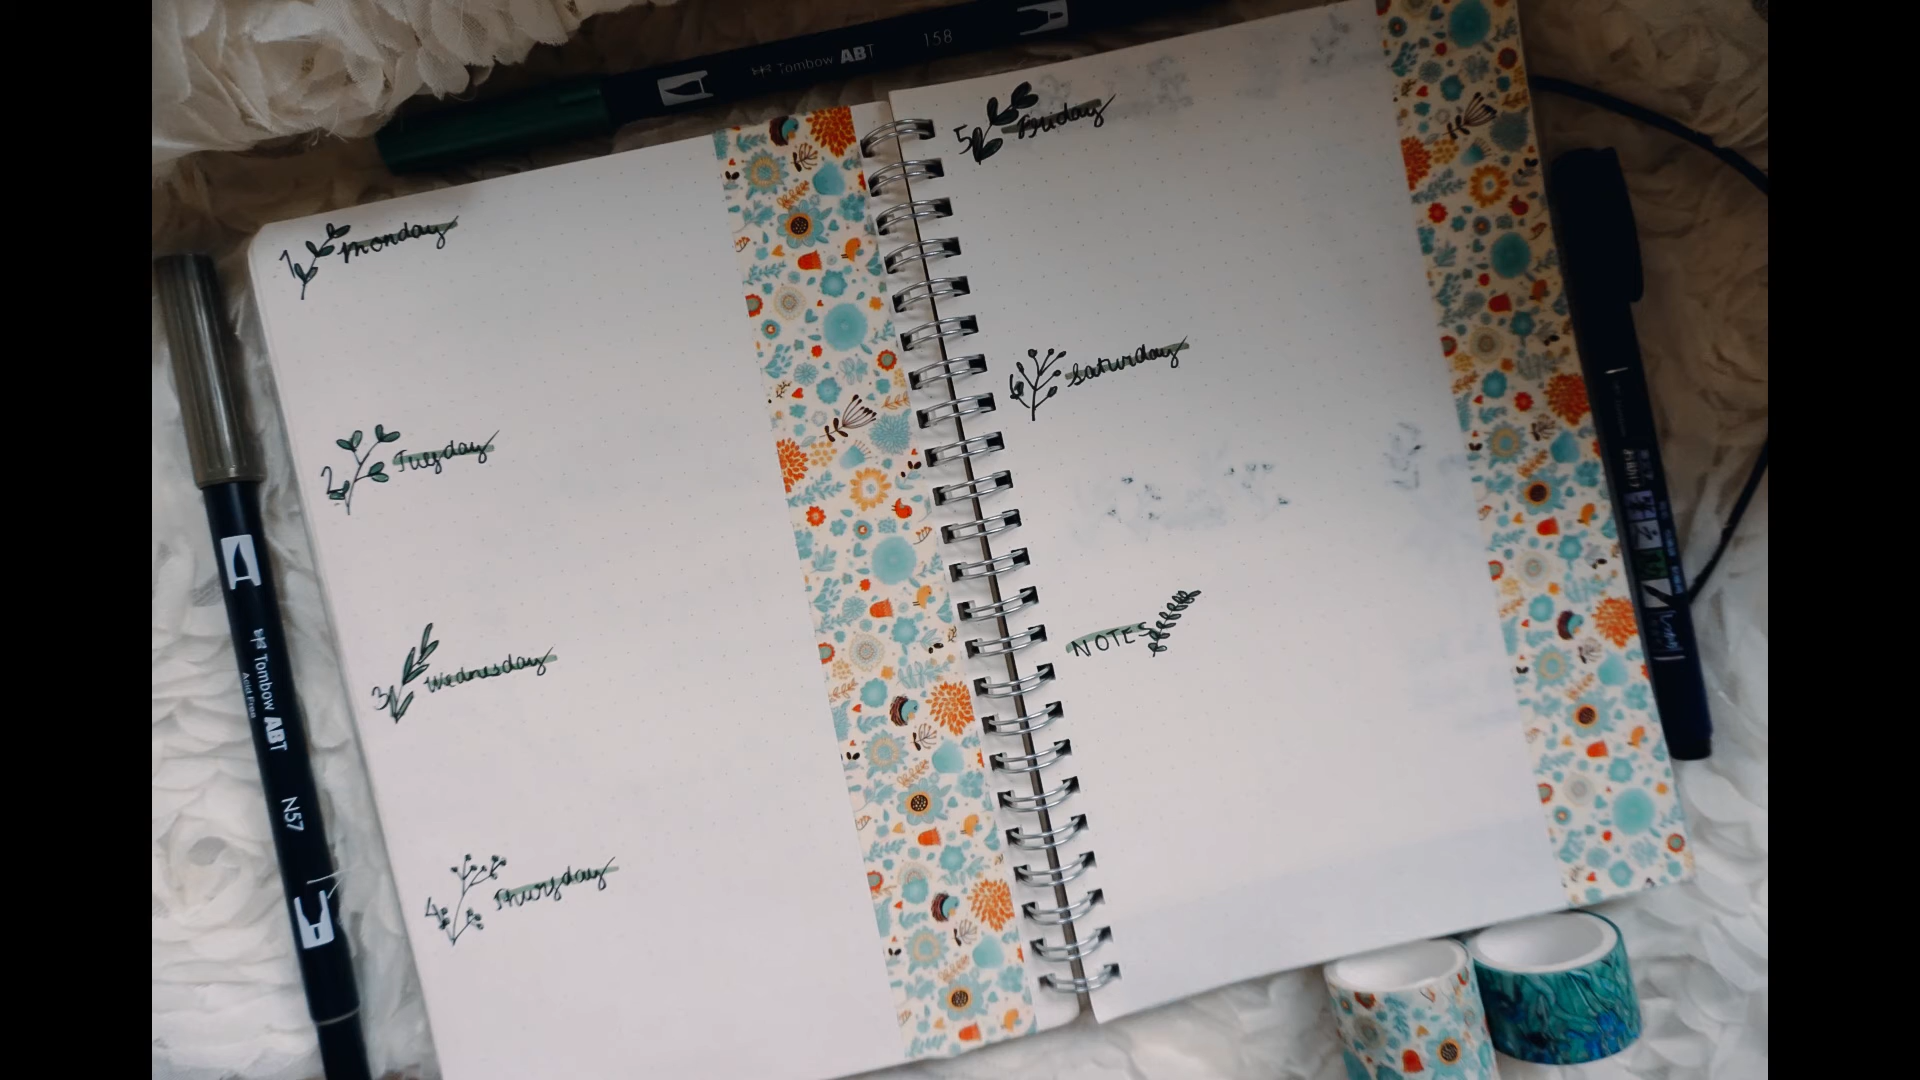 Tombow ABT 158
1 Monday
2 Tuesday
3 Wednesday
4 Thursday
5 Friday
6 Saturday
NOTES
Tombow ABT
Acid Free
N57